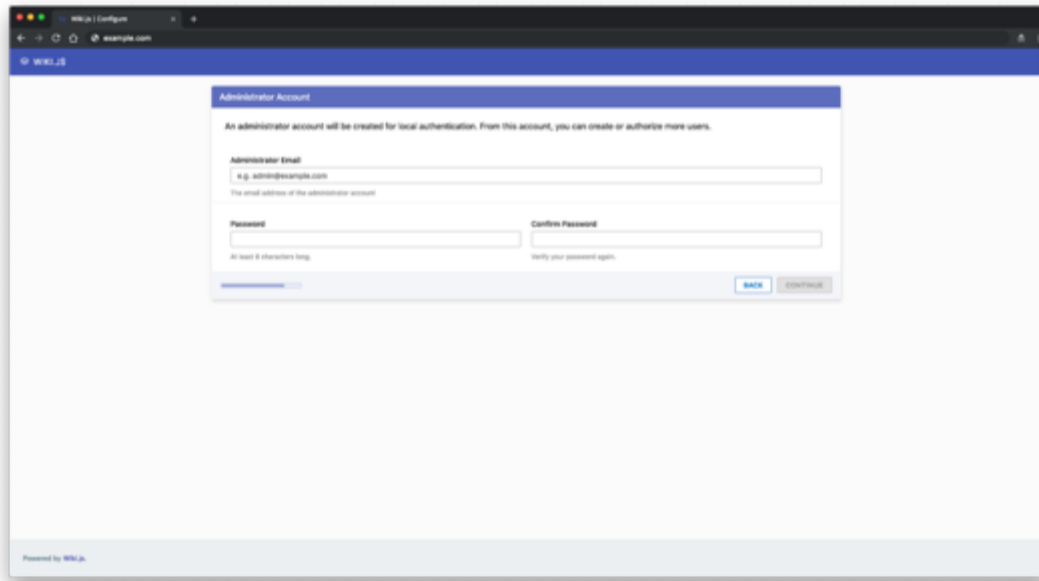 Wiki.js | Configure
example.com
WIKI.JS
Administrator Account
An administrator account will be created for local authentication. From this account, you can create or authorize more users.
Administrator Email
e.g. admin@example.com
The email address of the administrator account
Password Confirm Password
At least 8 characters long. Verify your password again.
BACK CONTINUE
Powered by Wiki.js.